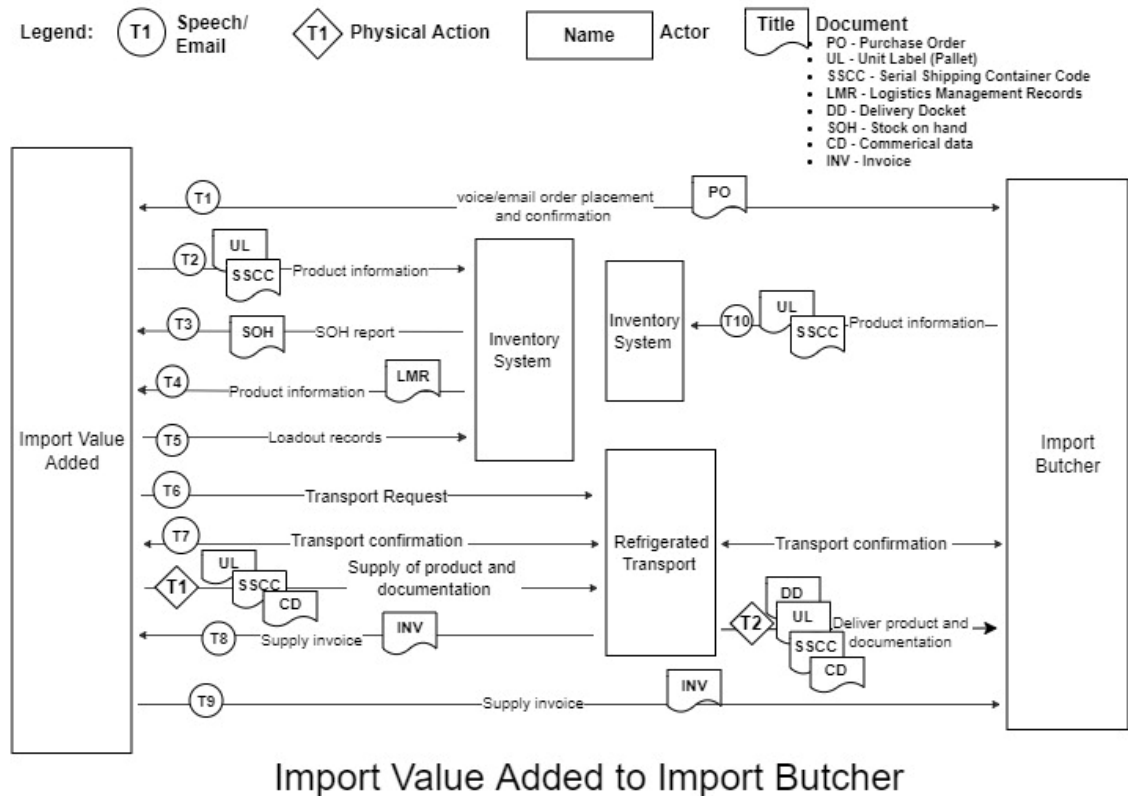 Legend:
T1
Speech/
Email
T1
Physical Action
Name
Actor
Title
Document
• PO - Purchase Order
• UL - Unit Label (Pallet)
• SSCC - Serial Shipping Container Code
• LMR - Logistics Management Records
• DD - Delivery Docket
• SOH - Stock on hand
• CD - Commerical data
• INV - Invoice
Import Value
Added
Import
Butcher
T1
voice/email order placement
and confirmation
PO
T2
UL
SSCC
Product information
Inventory
System
T3
SOH
SOH report
T4
Product information
LMR
T5
Loadout records
Inventory
System
T10
UL
SSCC
Product information
T6
Transport Request
T7
Transport confirmation
Refrigerated
Transport
Transport confirmation
T1
UL
SSCC
CD
Supply of product and
documentation
T2
DD
UL
SSCC
CD
Deliver product and
documentation
T8
Supply invoice
INV
T9
Supply invoice
INV
Import Value Added to Import Butcher